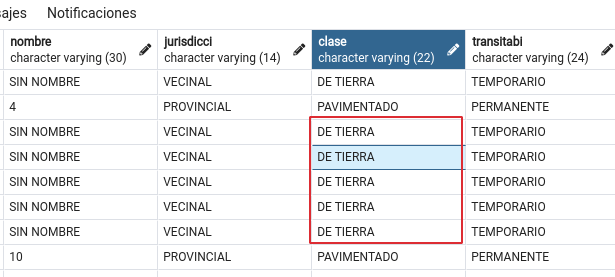 sajes Notificaciones
nombre jurisdicci clase transitabi
character varying (30) character varying (14) character varying (22) character varying (24)
SIN NOMBRE VECINAL DE TIERRA TEMPORARIO
4 PROVINCIAL PAVIMENTADO PERMANENTE
SIN NOMBRE VECINAL DE TIERRA TEMPORARIO
SIN NOMBRE VECINAL DE TIERRA TEMPORARIO
SIN NOMBRE VECINAL DE TIERRA TEMPORARIO
SIN NOMBRE VECINAL DE TIERRA TEMPORARIO
SIN NOMBRE VECINAL DE TIERRA TEMPORARIO
10 PROVINCIAL PAVIMENTADO PERMANENTE